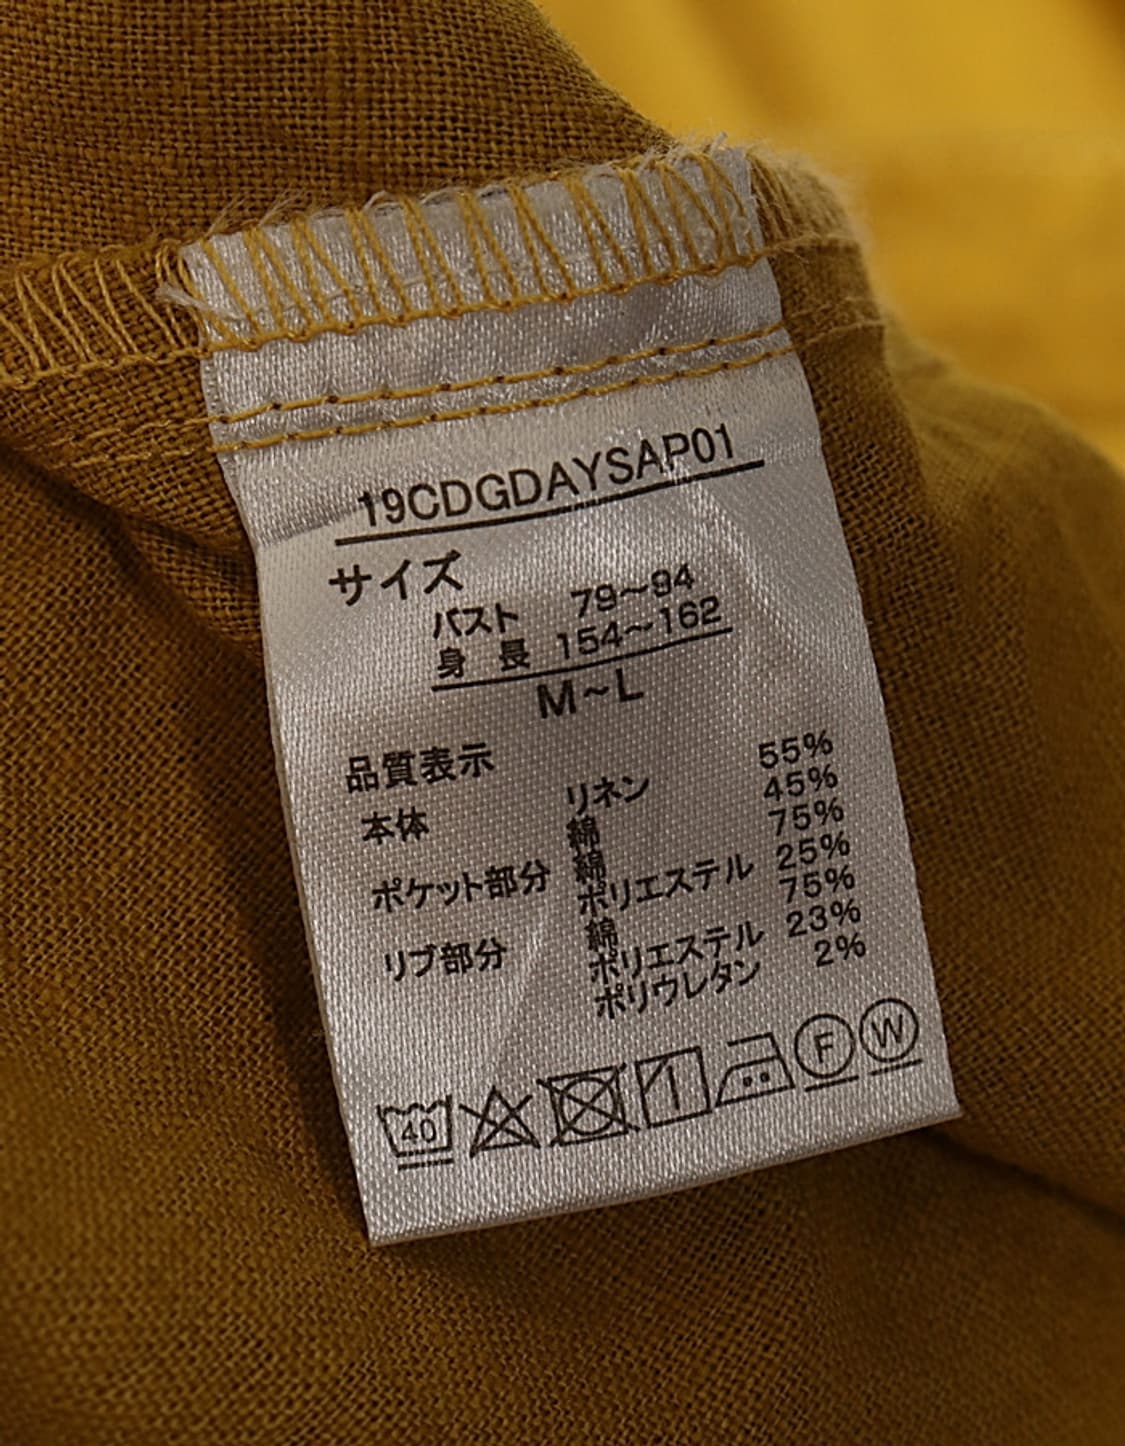 19CDGDAYSAP01
サイズ
バスト 79~94
身長 154~162
M~L
品質表示
本体 リネン 55%
綿 45%
ポケット部分 綿 75%
ポリエステル 25%
リブ部分 綿 75%
ポリエステル 23%
ポリウレタン 2%
40 F W